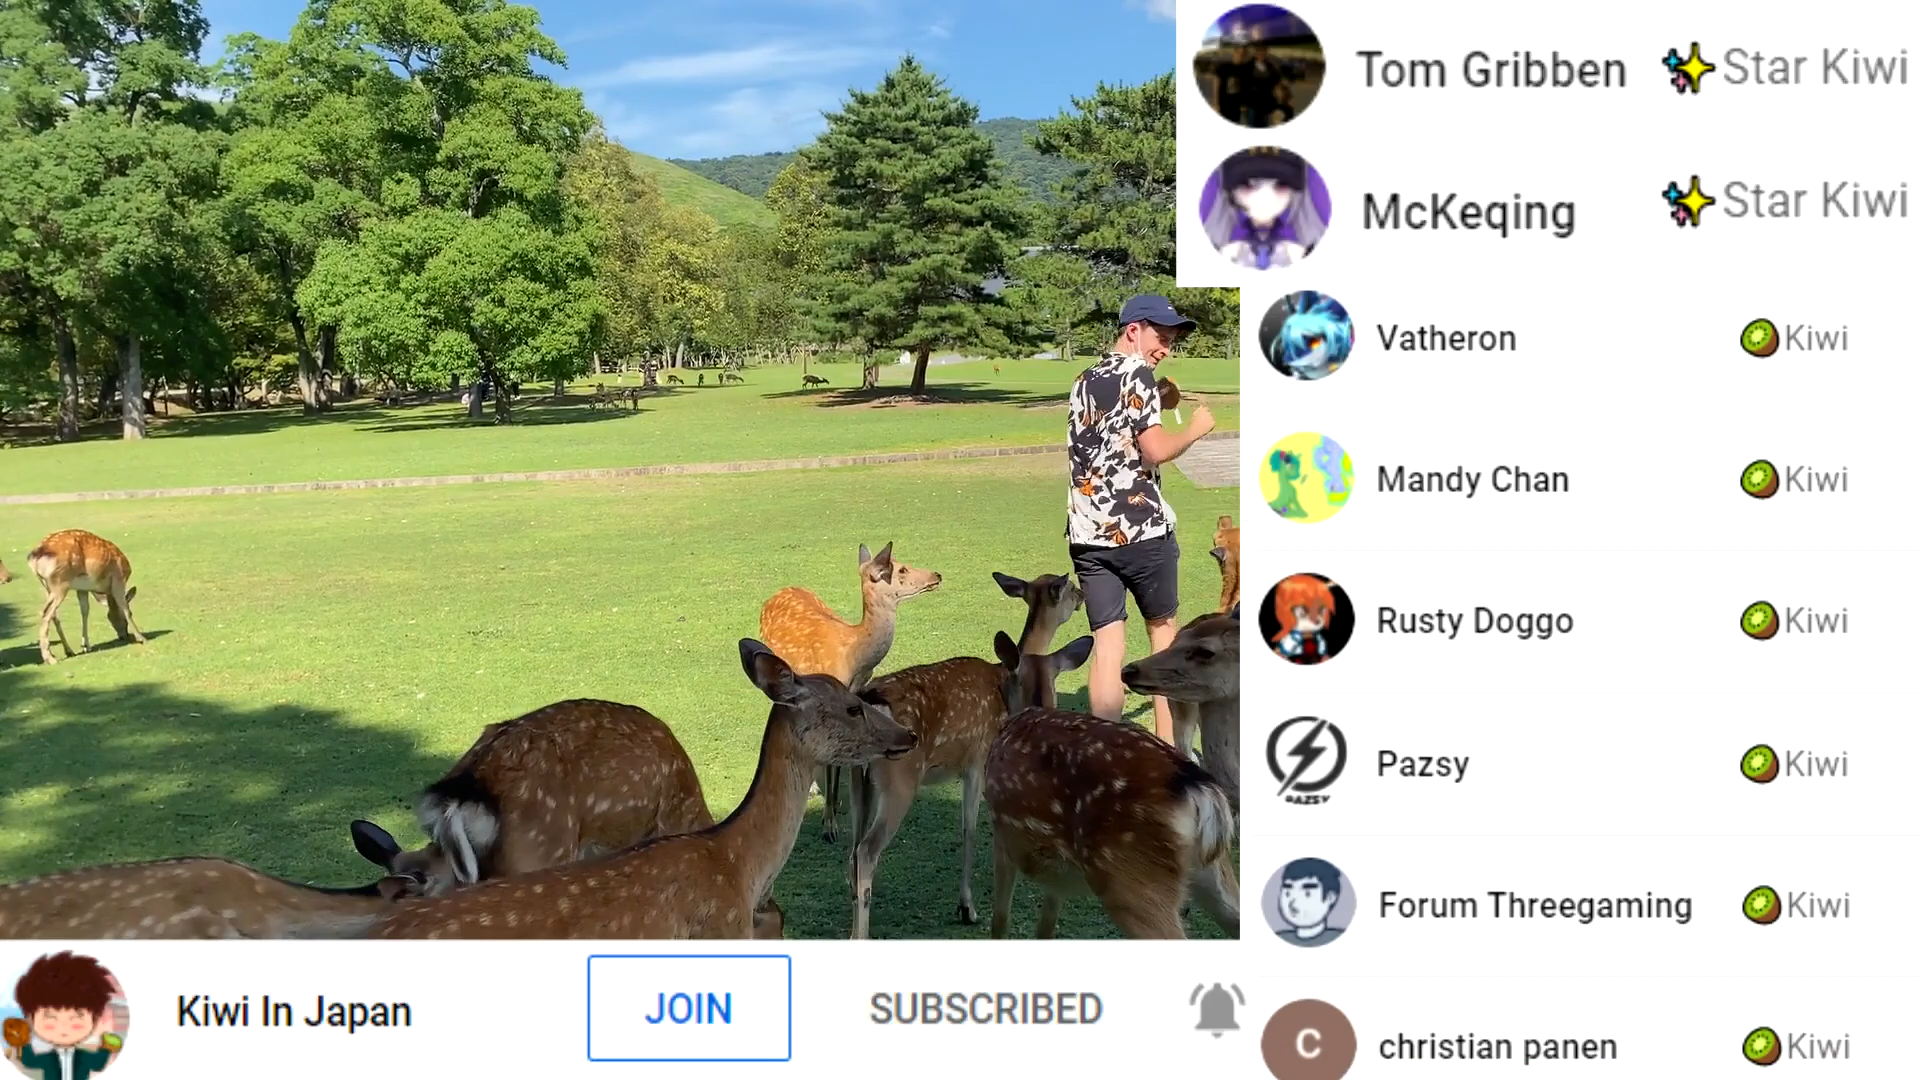 Tom Gribben ✨ Star Kiwi
McKeqing ✨ Star Kiwi
Vatheron 🥝 Kiwi
Mandy Chan 🥝 Kiwi
Rusty Doggo 🥝 Kiwi
Pazsy 🥝 Kiwi
PAZSY
Forum Threegaming 🥝 Kiwi
C christian panen 🥝 Kiwi
Kiwi In Japan JOIN SUBSCRIBED